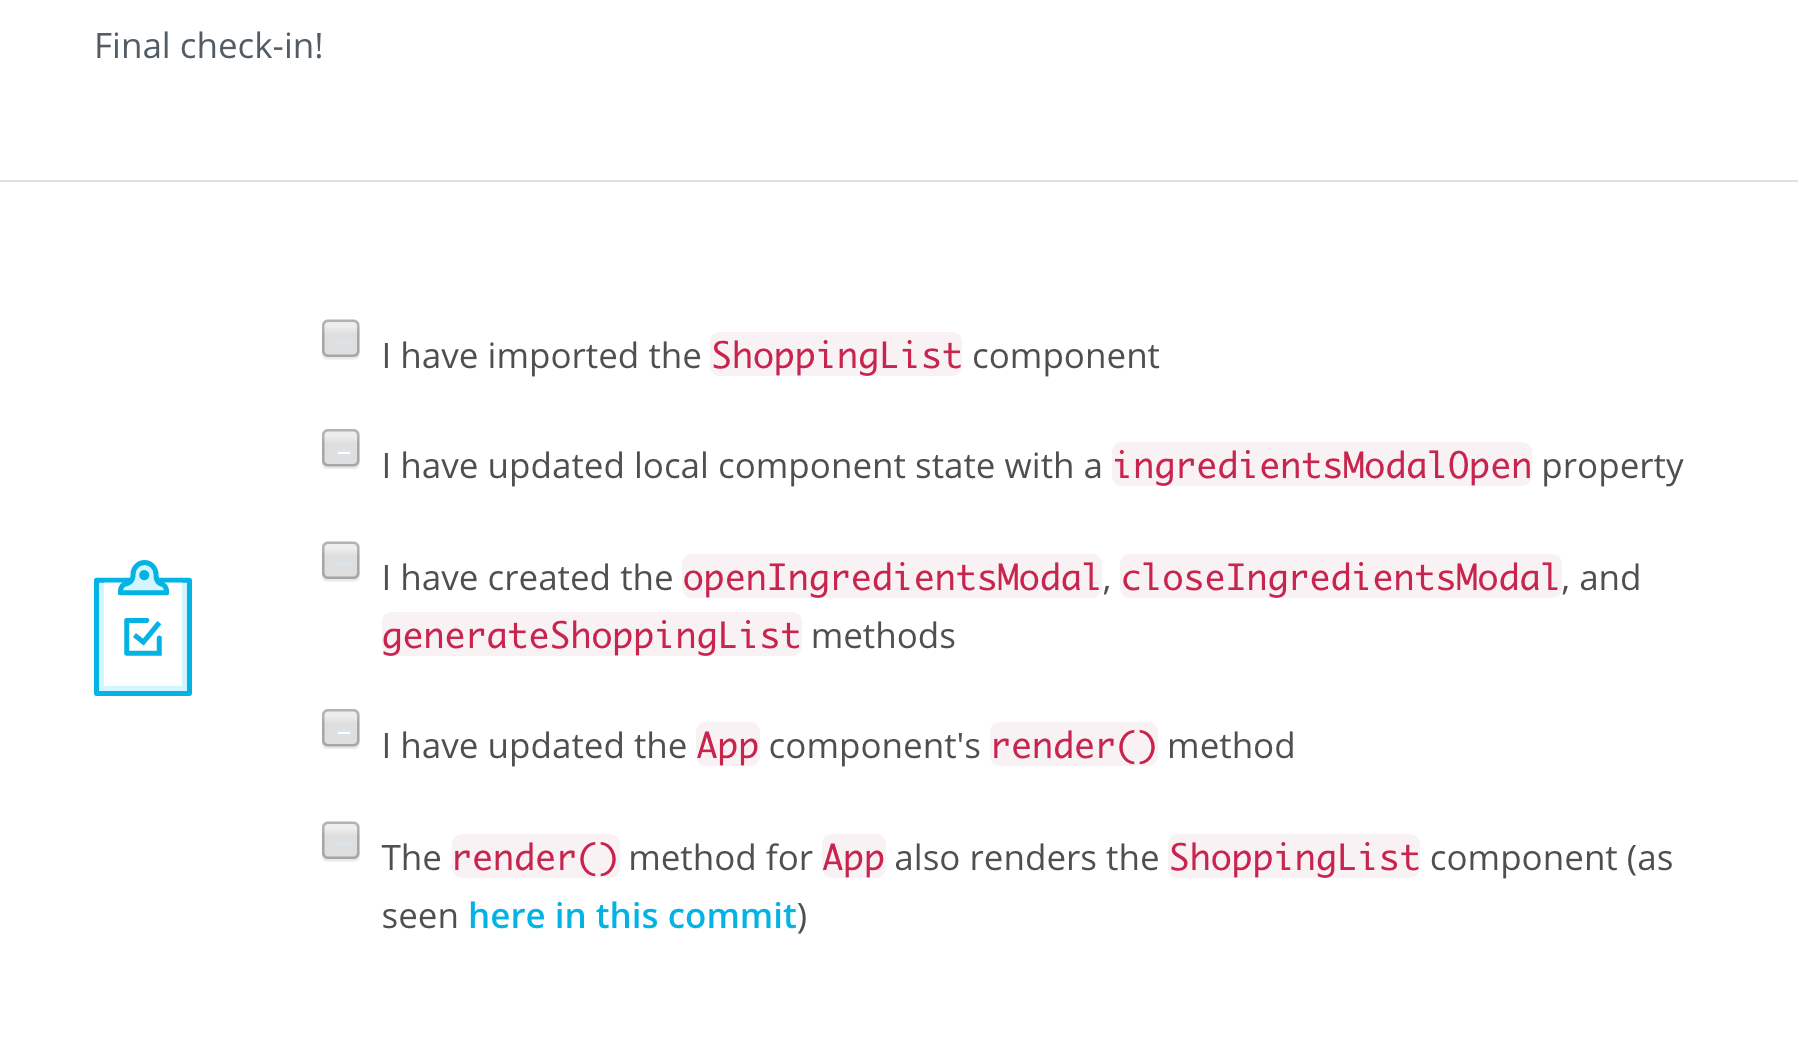 Final check-in!
I have imported the ShoppingList component
I have updated local component state with a ingredientsModalOpen property
I have created the openIngredientsModal, closeIngredientsModal, and
generateShoppingList methods
I have updated the App component's render() method
The render() method for App also renders the ShoppingList component (as
seen here in this commit)